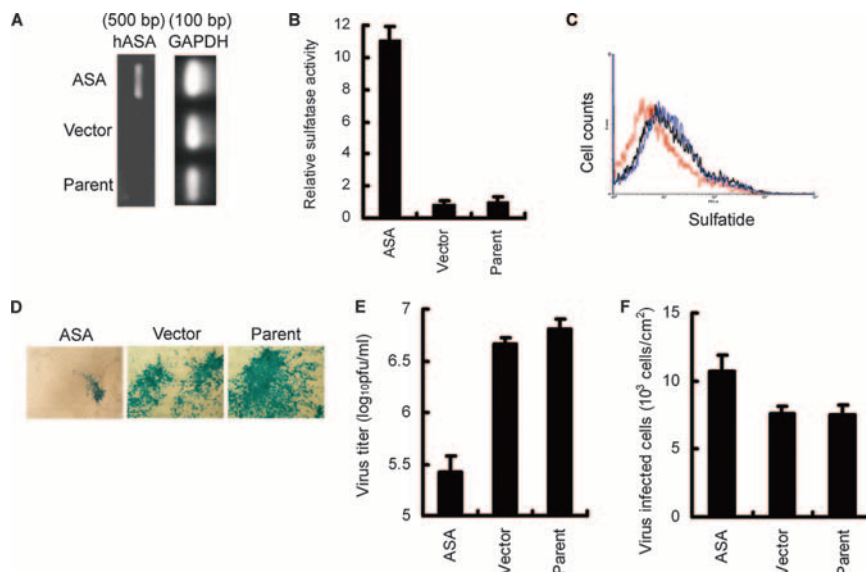 A
(500 bp) (100 bp)
hASA GAPDH
ASA
Vector
Parent
B
Relative sulfatase activity
12
10
8
6
4
2
0
ASA
Vector
Parent
C
Cell counts
Sulfatide
D
ASA Vector Parent
E
Virus titer (log₁₀pfu/ml)
7
6.5
6
5.5
5
ASA
Vector
Parent
F
Virus infected cells (10³ cells/cm²)
15
10
5
0
ASA
Vector
Parent